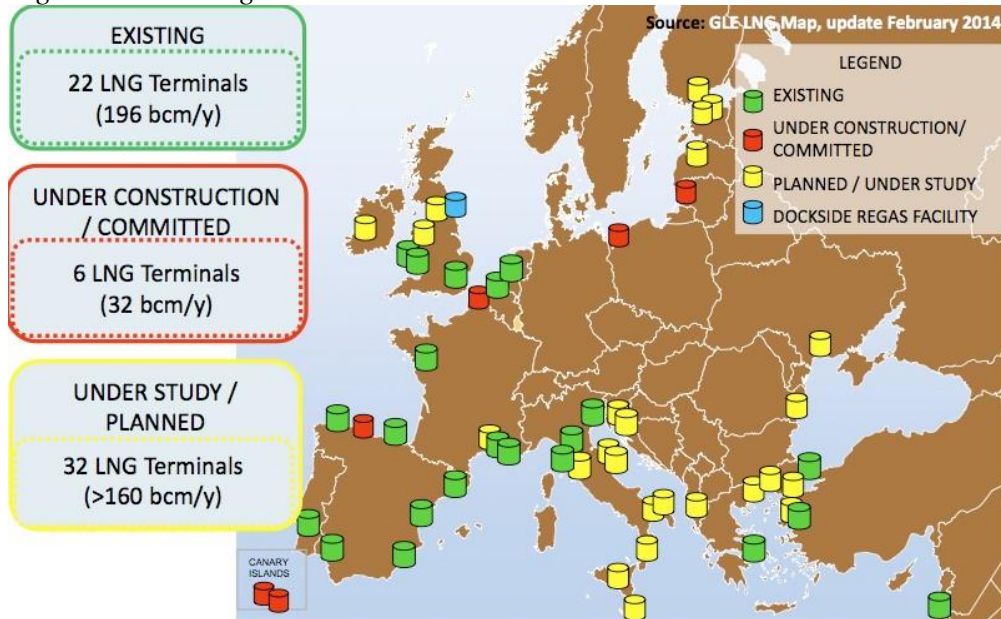 Source: GLE LNG Map, update February 2014
EXISTING
22 LNG Terminals
(196 bcm/y)
UNDER CONSTRUCTION
/ COMMITTED
6 LNG Terminals
(32 bcm/y)
UNDER STUDY /
PLANNED
32 LNG Terminals
(>160 bcm/y)
LEGEND
EXISTING
UNDER CONSTRUCTION/
COMMITTED
PLANNED / UNDER STUDY
DOCKSIDE REGAS FACILITY
CANARY
ISLANDS